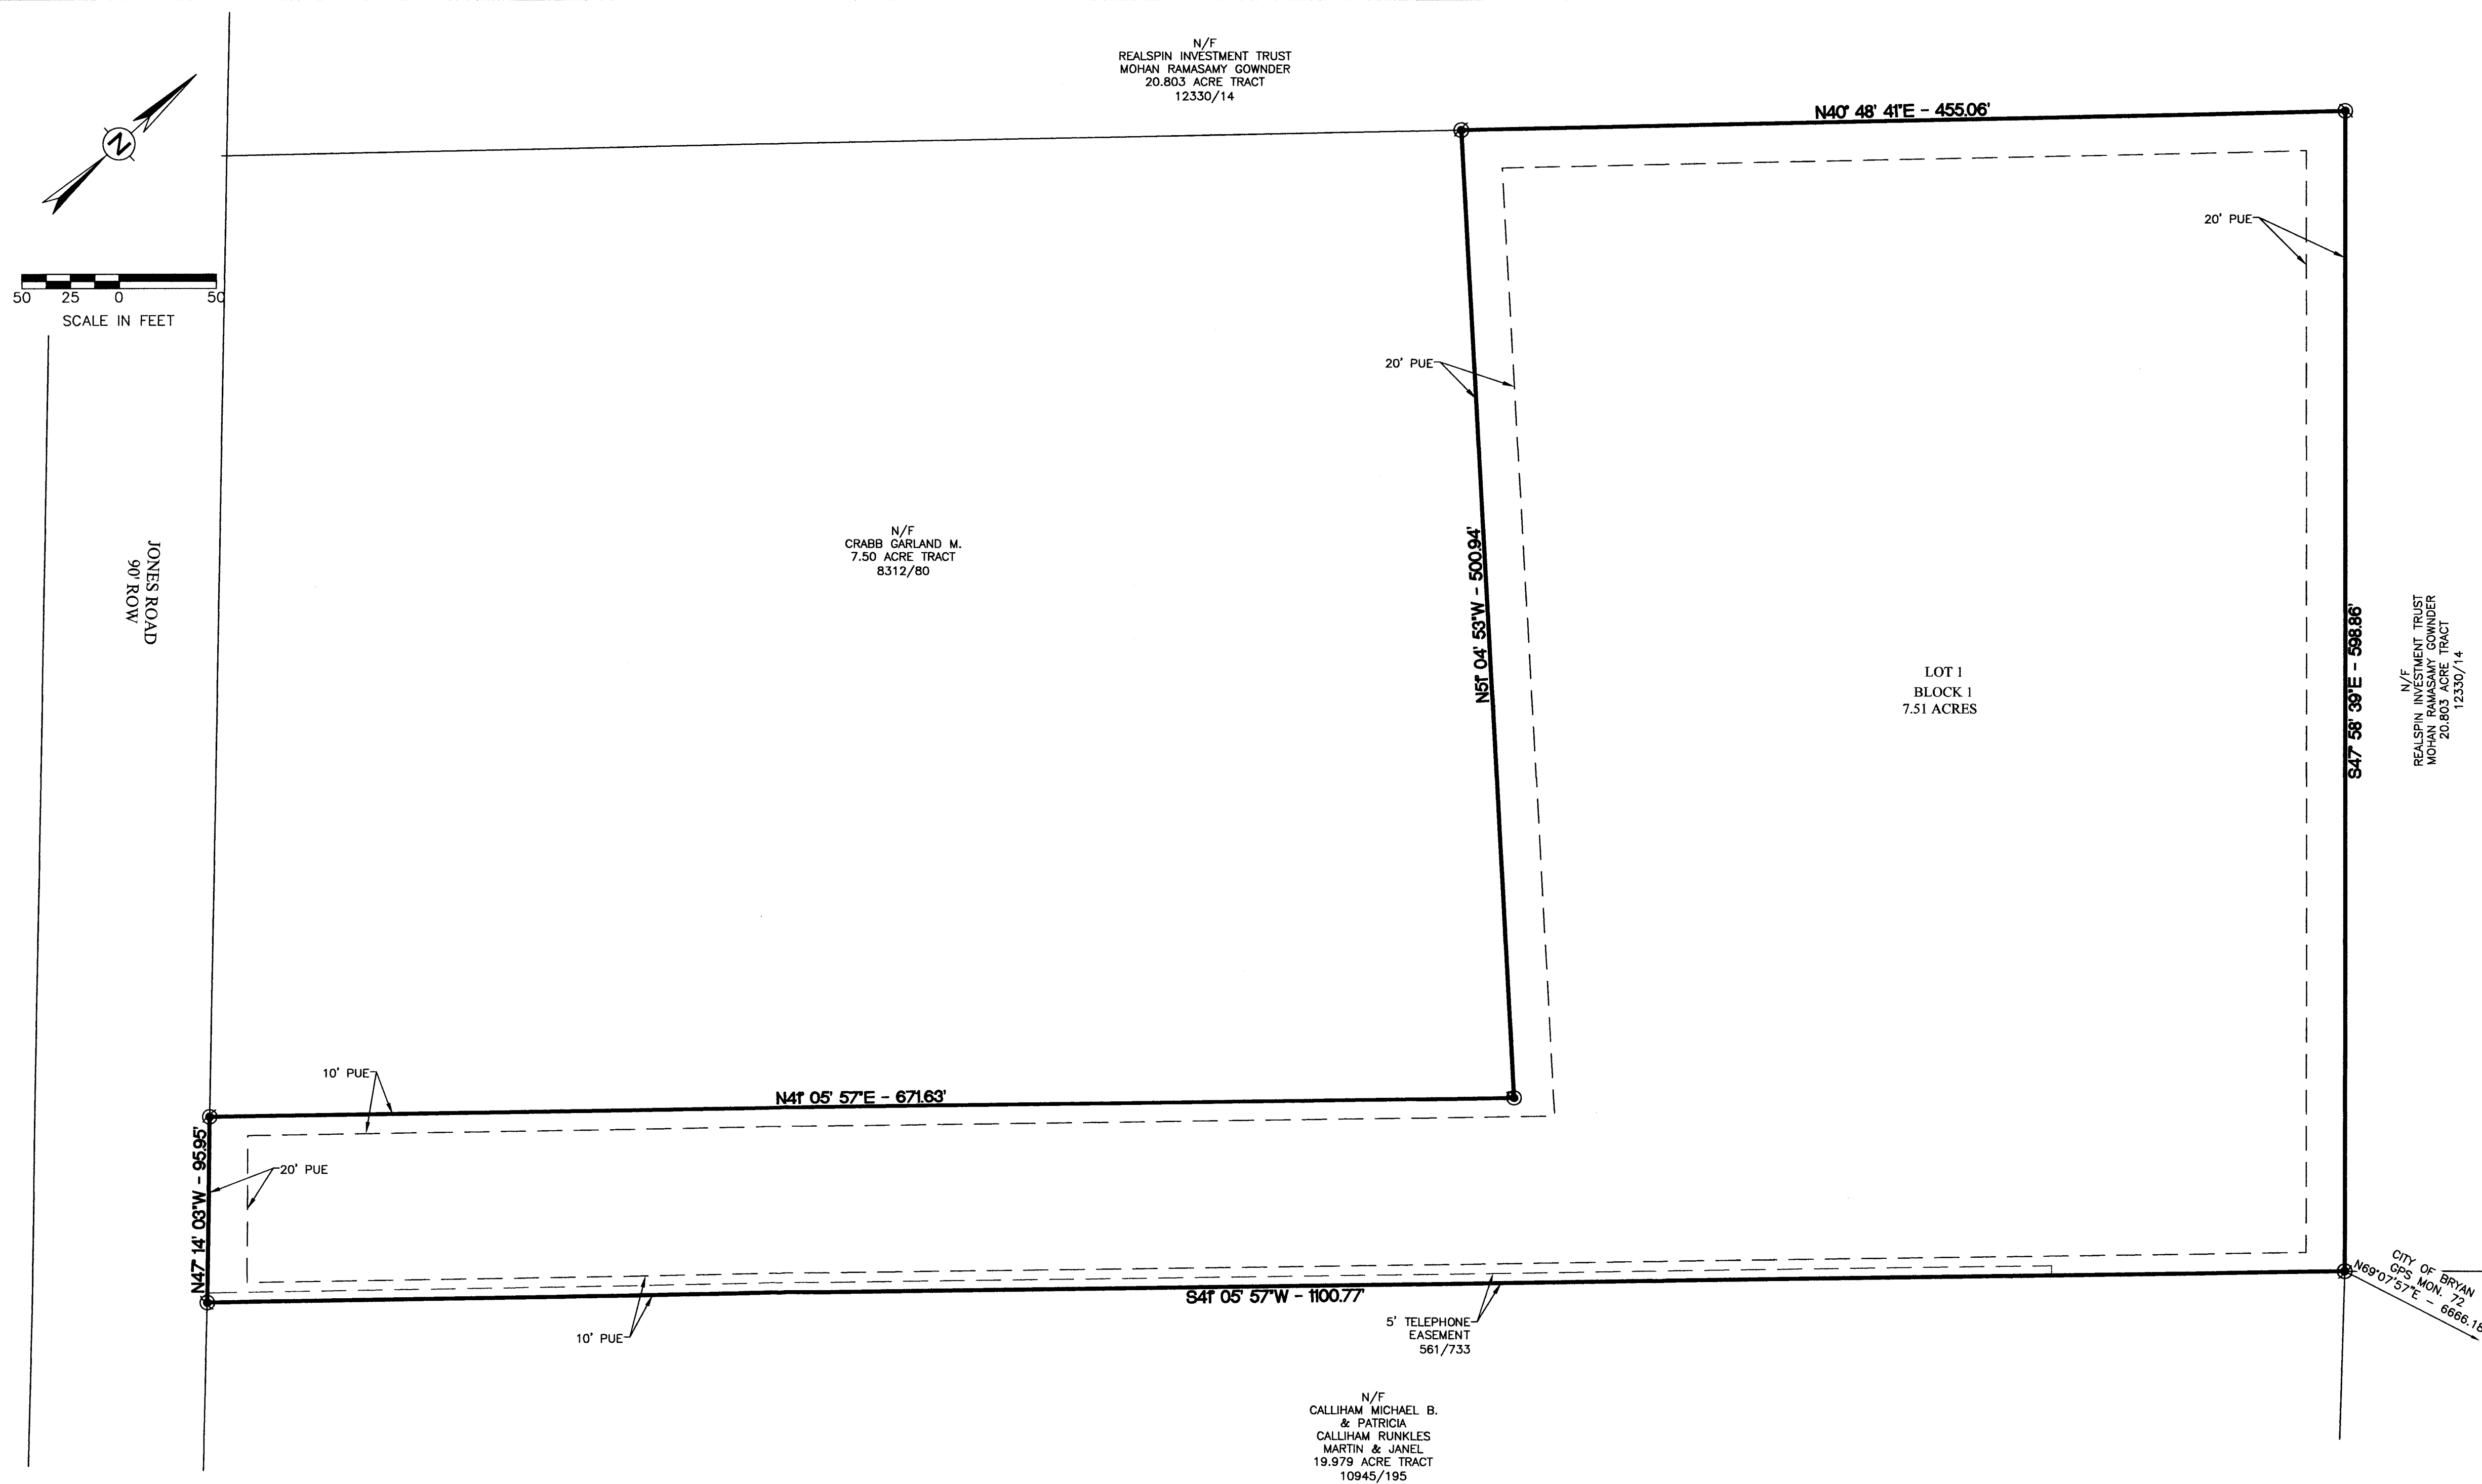 N/F
REALSPIN INVESTMENT TRUST
MOHAN RAMASAMY GOWNDER
20.803 ACRE TRACT
12330/14
N40° 48' 41"E - 455.06'
N
50 25 0 50
SCALE IN FEET
20' PUE
20' PUE
JONES ROAD
90' ROW
N/F
CRABB GARLAND M.
7.50 ACRE TRACT
8312/80
N51° 04' 53"W - 500.94'
LOT 1
BLOCK 1
7.51 ACRES
S47° 58' 39"E - 598.86'
N/F
REALSPIN INVESTMENT TRUST
MOHAN RAMASAMY GOWNDER
20.803 ACRE TRACT
12330/14
10' PUE
N41° 05' 57"E - 671.63'
N47° 14' 03"W - 95.95'
20' PUE
S41° 05' 57"W - 1100.77'
10' PUE
5' TELEPHONE
EASEMENT
561/733
CITY OF BRYAN
GPS MON. 72
N69°07'57"E - 6666.18
N/F
CALLIHAM MICHAEL B.
& PATRICIA
CALLIHAM RUNKLES
MARTIN & JANEL
19.979 ACRE TRACT
10945/195